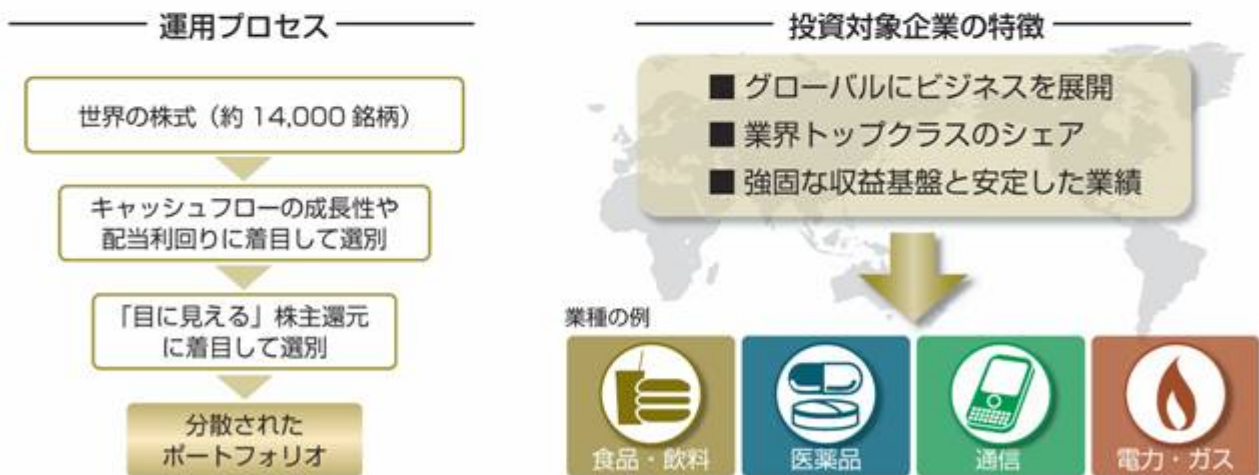 運用プロセス
世界の株式（約 14,000 銘柄）
キャッシュフローの成長性や
配当利回りに着目して選別
「目に見える」株主還元
に着目して選別
分散された
ポートフォリオ
投資対象企業の特徴
■ グローバルにビジネスを展開
■ 業界トップクラスのシェア
■ 強固な収益基盤と安定した業績
業種の例
食品・飲料
医薬品
通信
電力・ガス